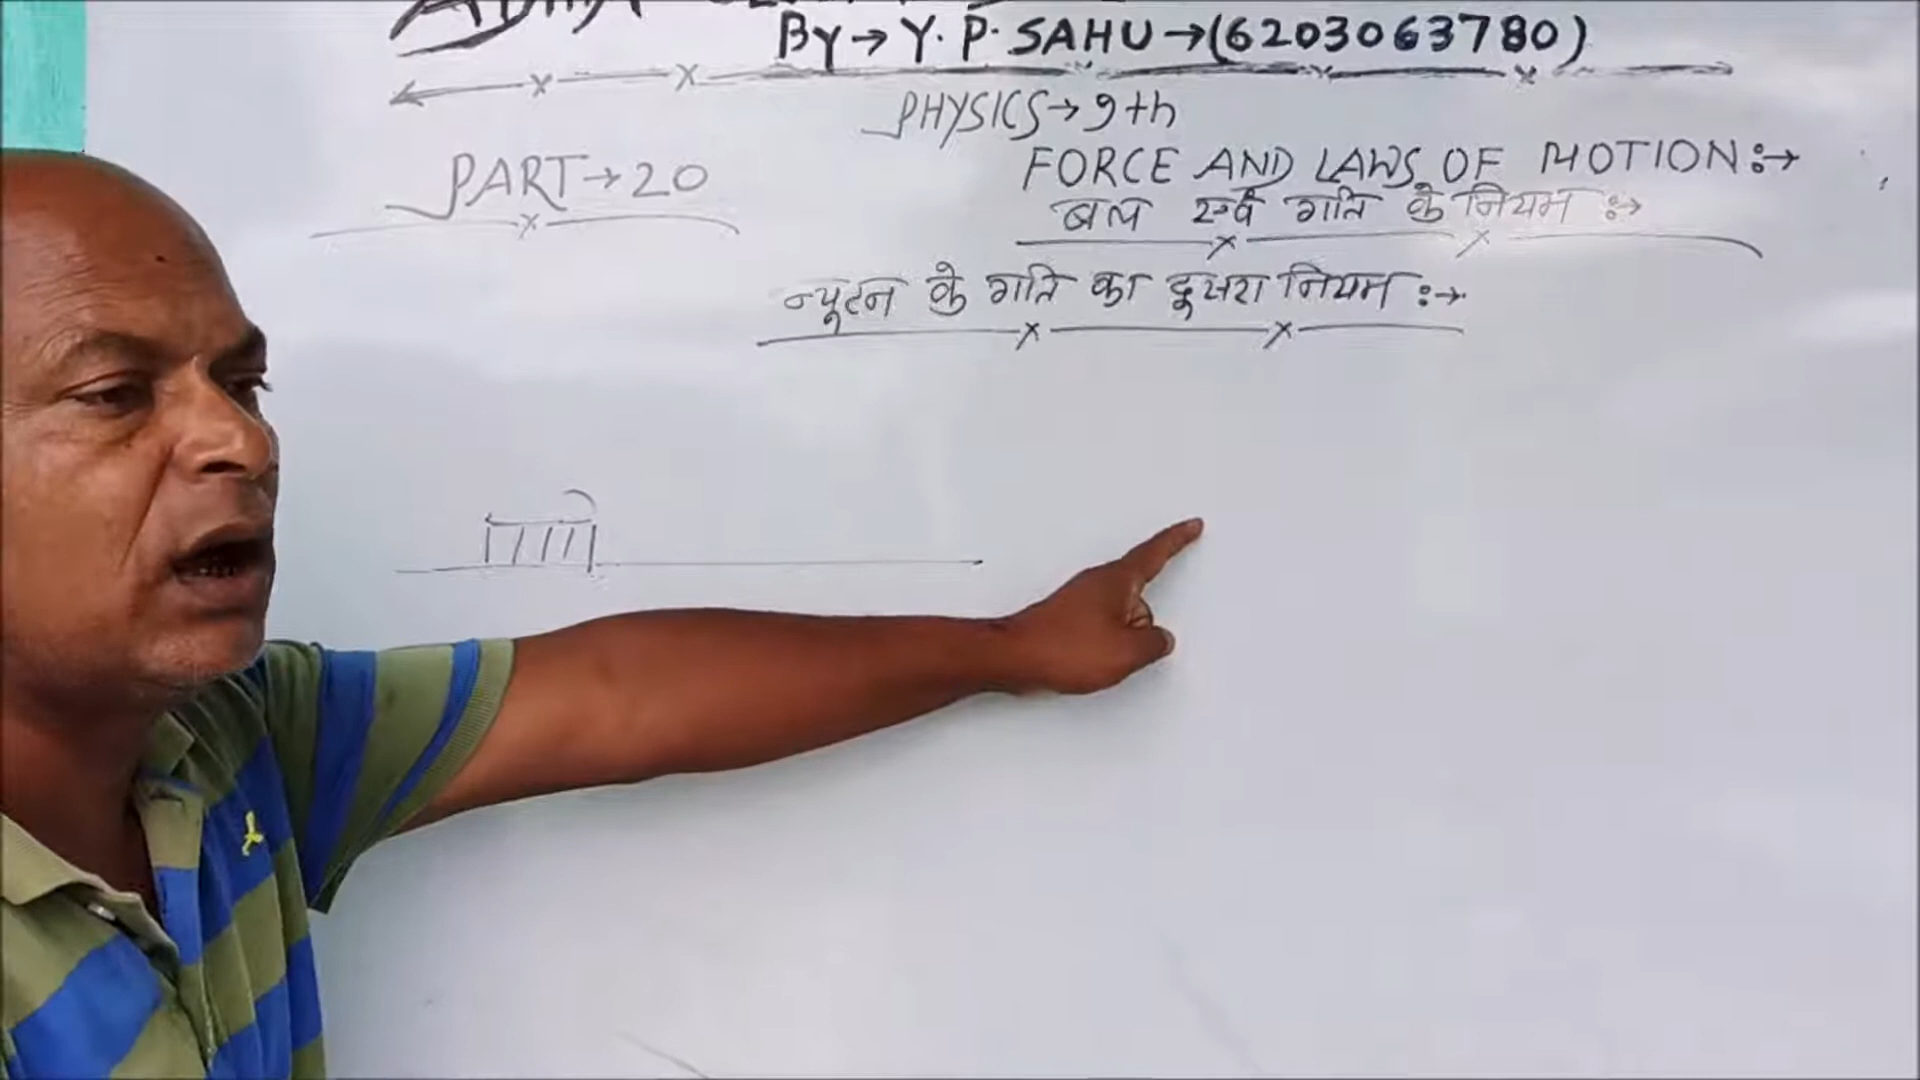 By → Y. P. SAHU → (6203063780)
PHYSICS → 9th
PART → 20
FORCE AND LAWS OF MOTION :→
बल एवं गति के नियम :→
न्यूटन के गति का दूसरा नियम :→